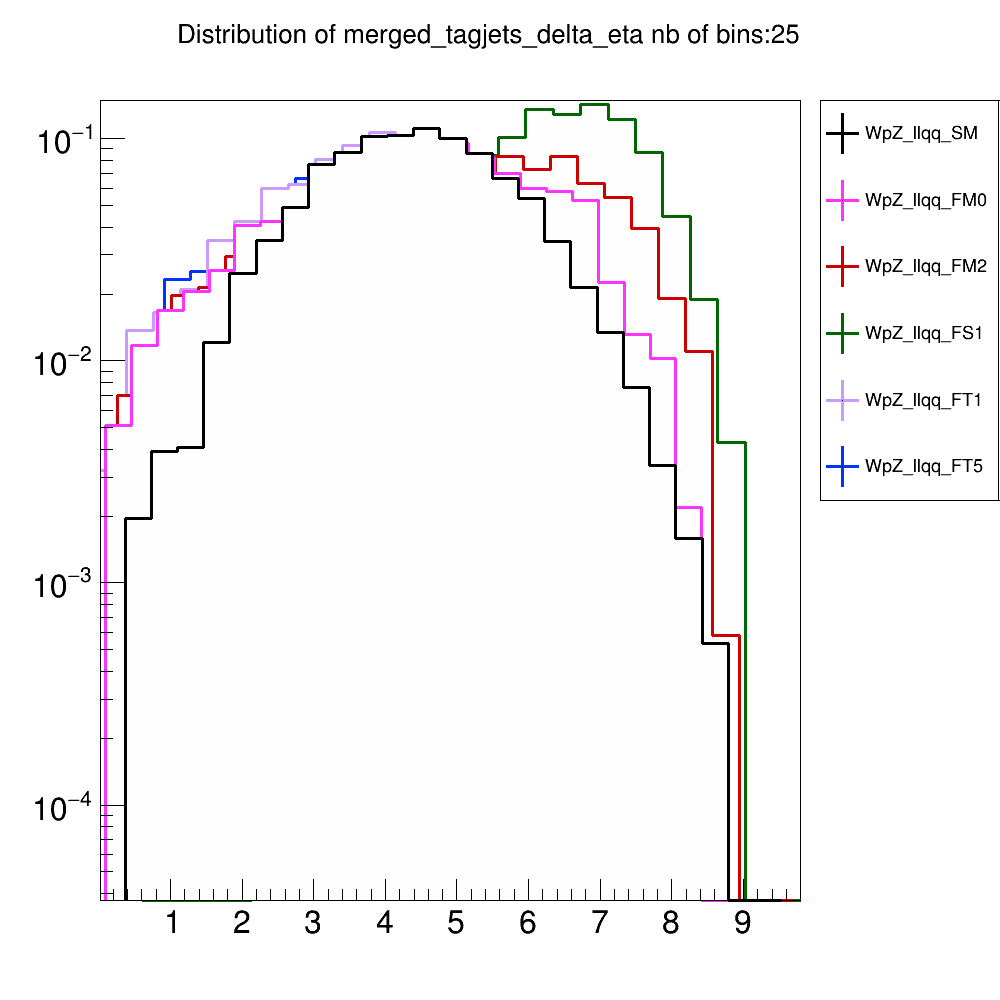 Distribution of merged_tagjets_delta_eta nb of bins:25
10⁻¹
10⁻²
10⁻³
10⁻⁴
1 2 3 4 5 6 7 8 9
WpZ_llqq_SM
WpZ_llqq_FM0
WpZ_llqq_FM2
WpZ_llqq_FS1
WpZ_llqq_FT1
WpZ_llqq_FT5